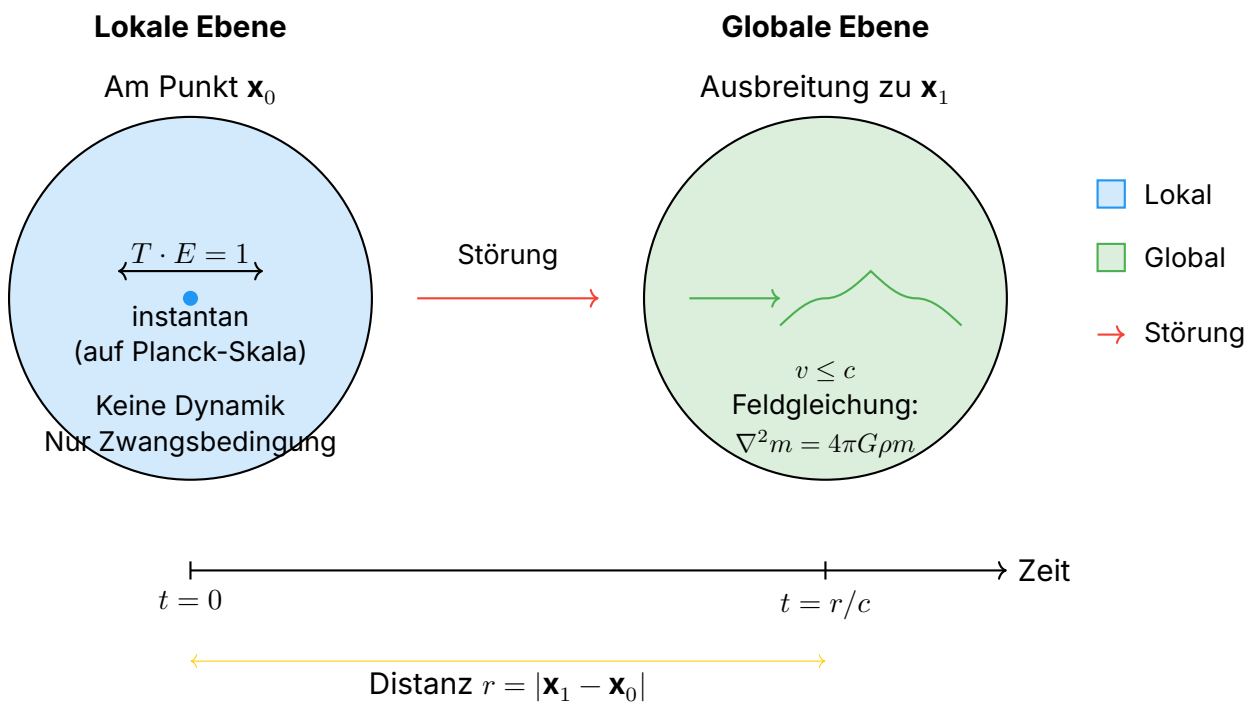 Lokale Ebene
Globale Ebene
Am Punkt x₀
Ausbreitung zu x₁
T · E = 1
instantan
(auf Planck-Skala)
Keine Dynamik
Nur Zwangsbedingung
Störung
v ≤ c
Feldgleichung:
∇²m = 4πGρm
Lokal
Global
Störung
Zeit
t = 0
t = r/c
Distanz r = |x₁ − x₀|